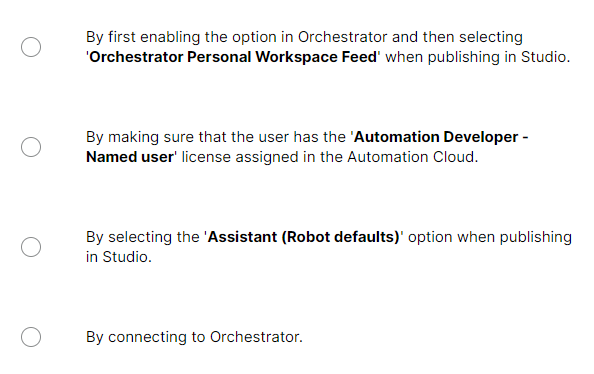 By first enabling the option in Orchestrator and then selecting
'Orchestrator Personal Workspace Feed' when publishing in Studio.
By making sure that the user has the 'Automation Developer -
Named user' license assigned in the Automation Cloud.
By selecting the 'Assistant (Robot defaults)' option when publishing
in Studio.
By connecting to Orchestrator.